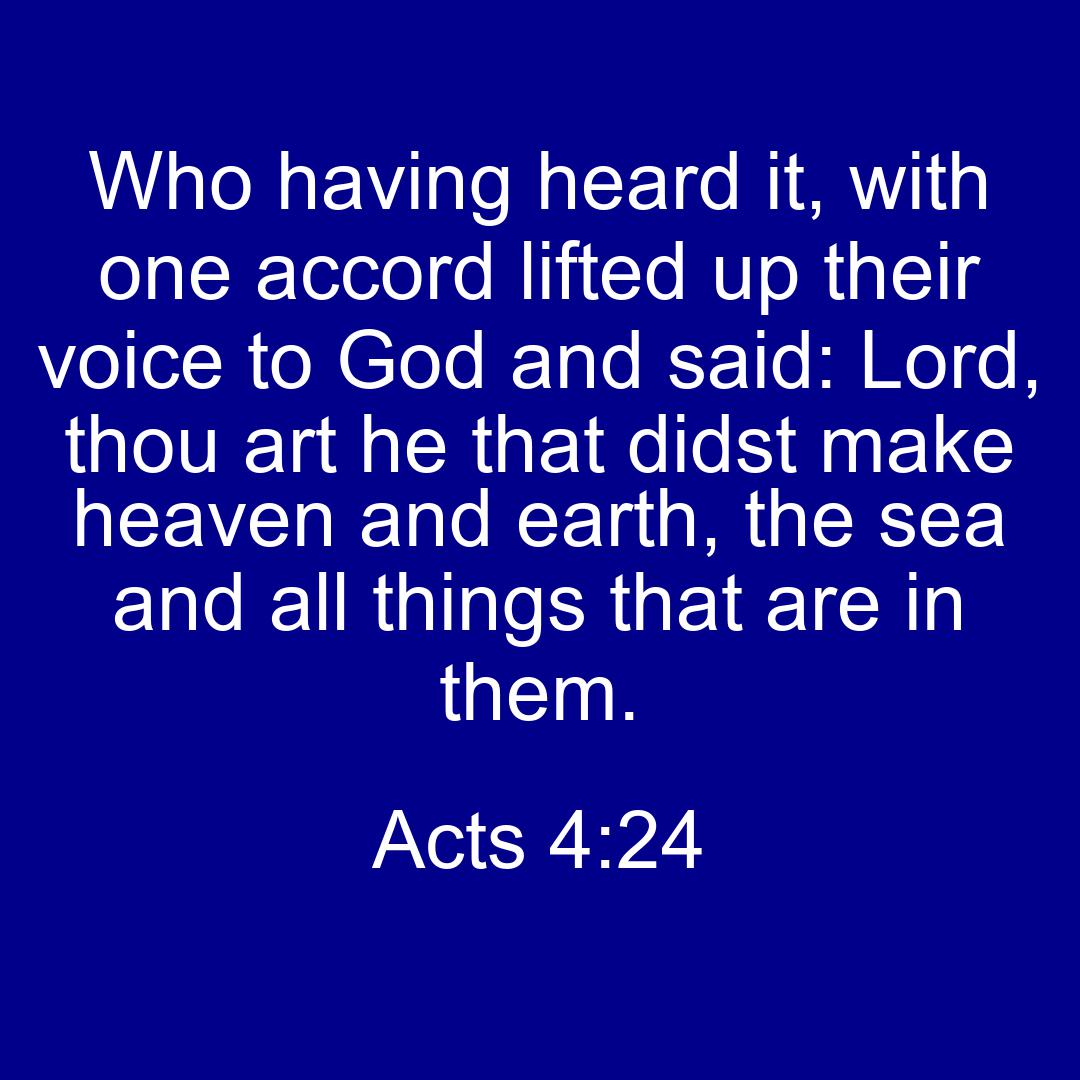 Who having heard it, with
one accord lifted up their
voice to God and said: Lord,
thou art he that didst make
heaven and earth, the sea
and all things that are in
them.
Acts 4:24